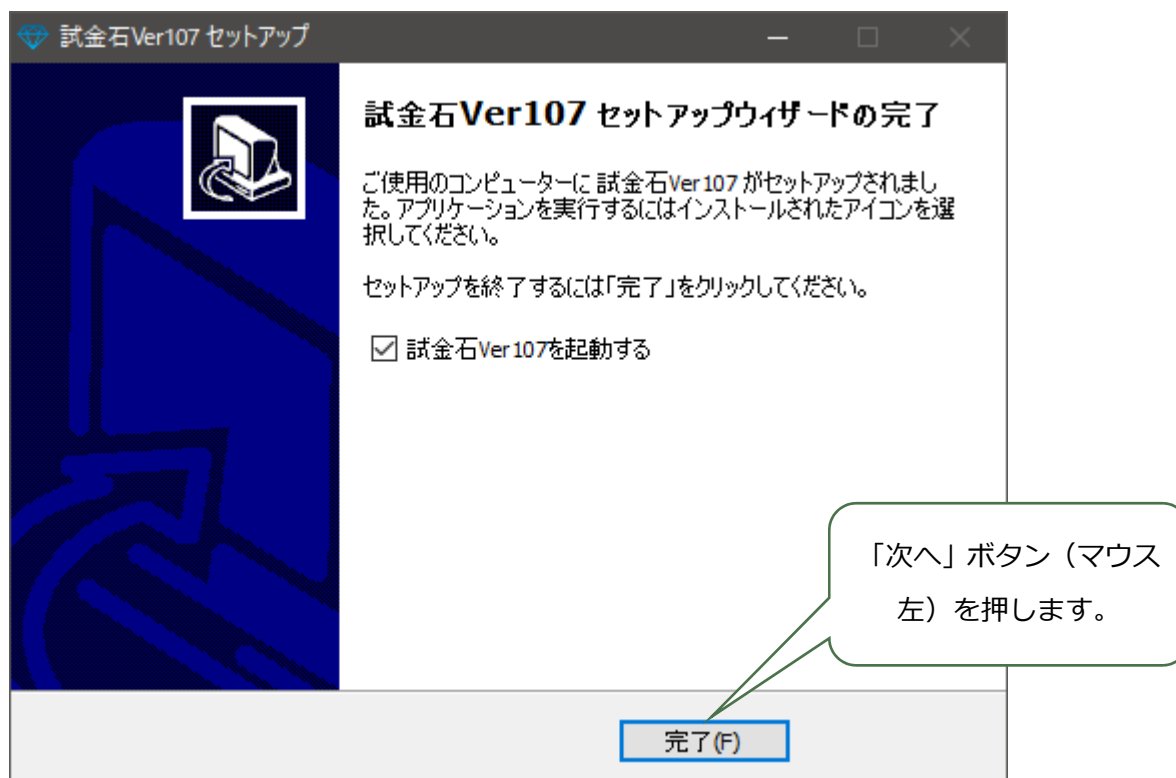 試金石Ver107 セットアップ
試金石Ver107 セットアップウィザードの完了
ご使用のコンピューターに 試金石Ver107 がセットアップされまし
た。アプリケーションを実行するにはインストールされたアイコンを選
択してください。
セットアップを終了するには「完了」をクリックしてください。
試金石Ver107を起動する
「次へ」ボタン（マウス
左）を押します。
完了(F)